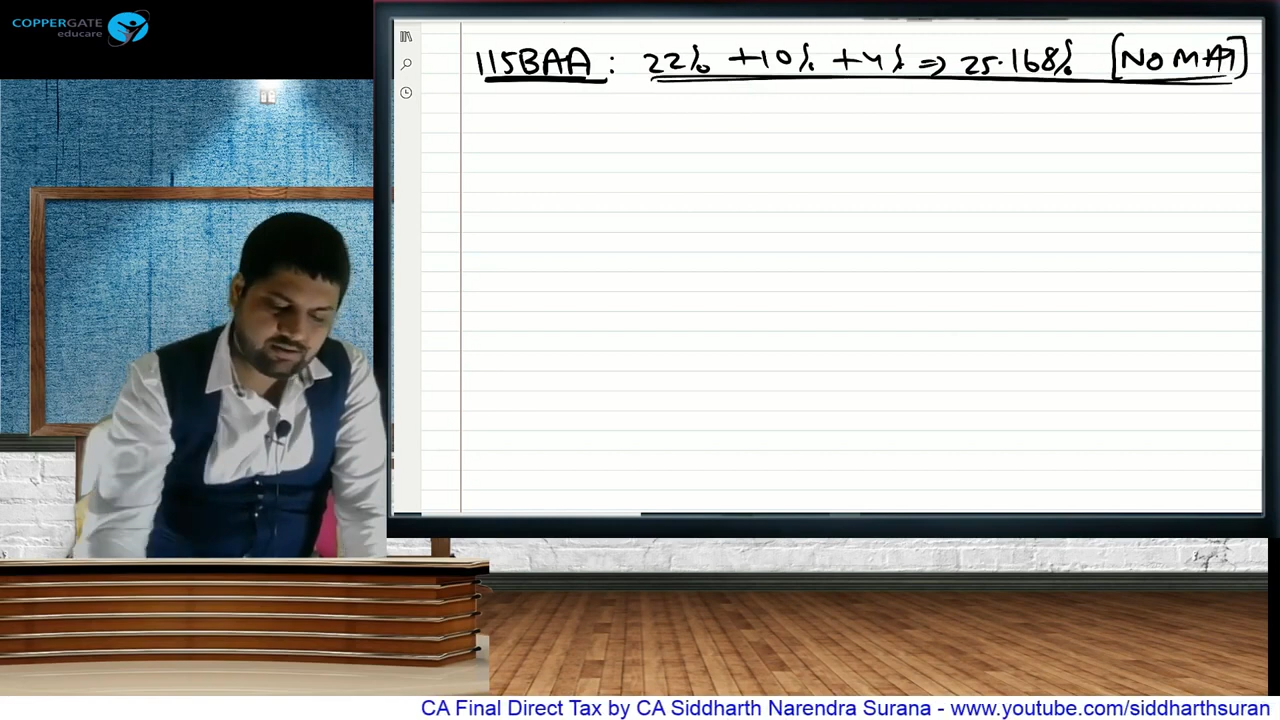 COPPERGATE
educare
115BAA : 22% +10% +4% ⇒ 25.168% [NO MAT]
CA Final Direct Tax by CA Siddharth Narendra Surana - www.youtube.com/siddharthsuran